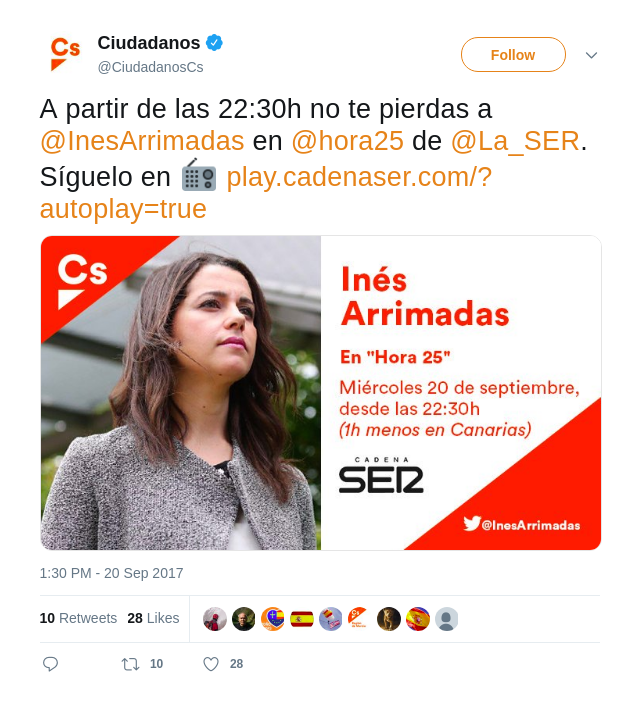 Cs
Ciudadanos
@CiudadanosCs
Follow
A partir de las 22:30h no te pierdas a
@InesArrimadas en @hora25 de @La_SER.
Síguelo en play.cadenaser.com/?
autoplay=true
Cs
Inés
Arrimadas
En "Hora 25"
Miércoles 20 de septiembre,
desde las 22:30h
(1h menos en Canarias)
CADENA
SER
@InesArrimadas
1:30 PM - 20 Sep 2017
10 Retweets 28 Likes
10 28